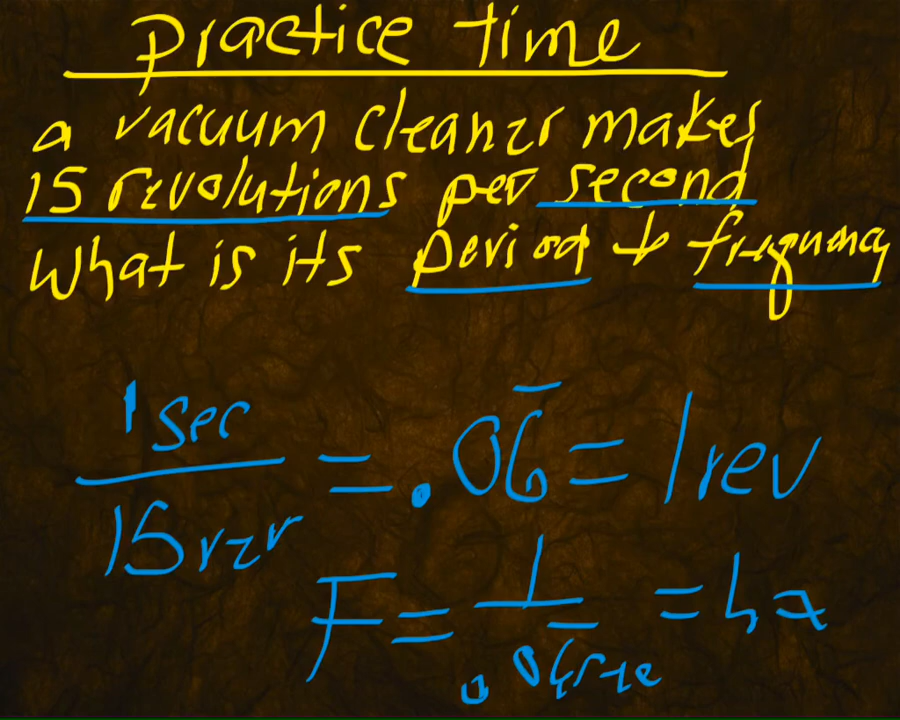 practice time
a vacuum cleaner makes
15 revolutions per second
What is its period & frequency
1 sec
15 rev
= .06̅ = 1 rev
F = 1 = hz
.06̅